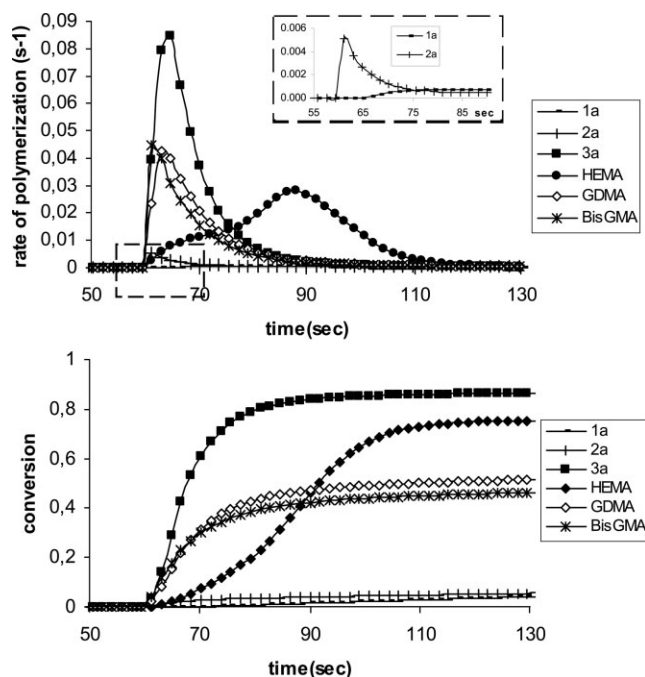 rate of polymerization (s-1)
0,09
0,08
0,07
0,06
0,05
0,04
0,03
0,02
0,01
0
50 70 90 110 130
time(sec)
0.006
0.004
0.002
0.000
55 65 75 85 sec
1a
2a
1a
2a
3a
HEMA
GDMA
BisGMA
conversion
1
0,8
0,6
0,4
0,2
0
50 70 90 110 130
time(sec)
1a
2a
3a
HEMA
GDMA
BisGMA